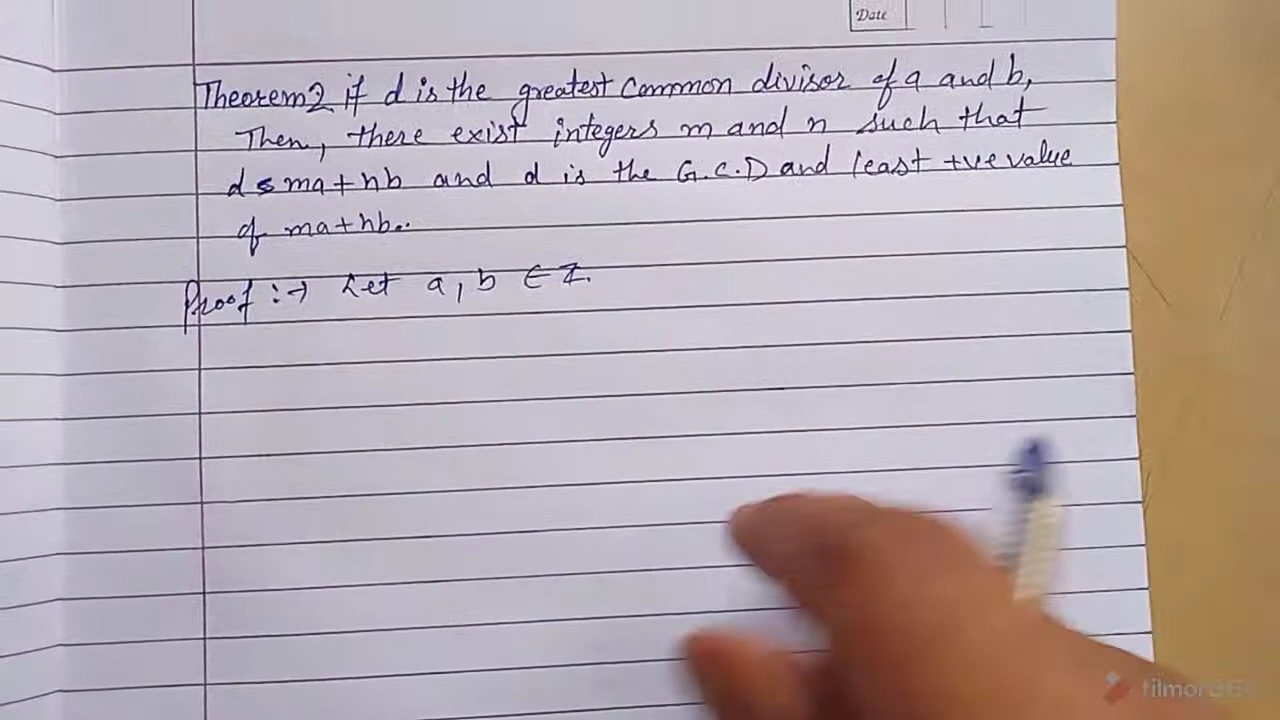 Date
Theorem 2 if d is the greatest common divisor of a and b,
Then, there exist integers m and n such that
d = ma + nb and d is the G.C.D and least +ve value
of ma + nb..
Proof :→ Let a, b ∈ Z.
filmora